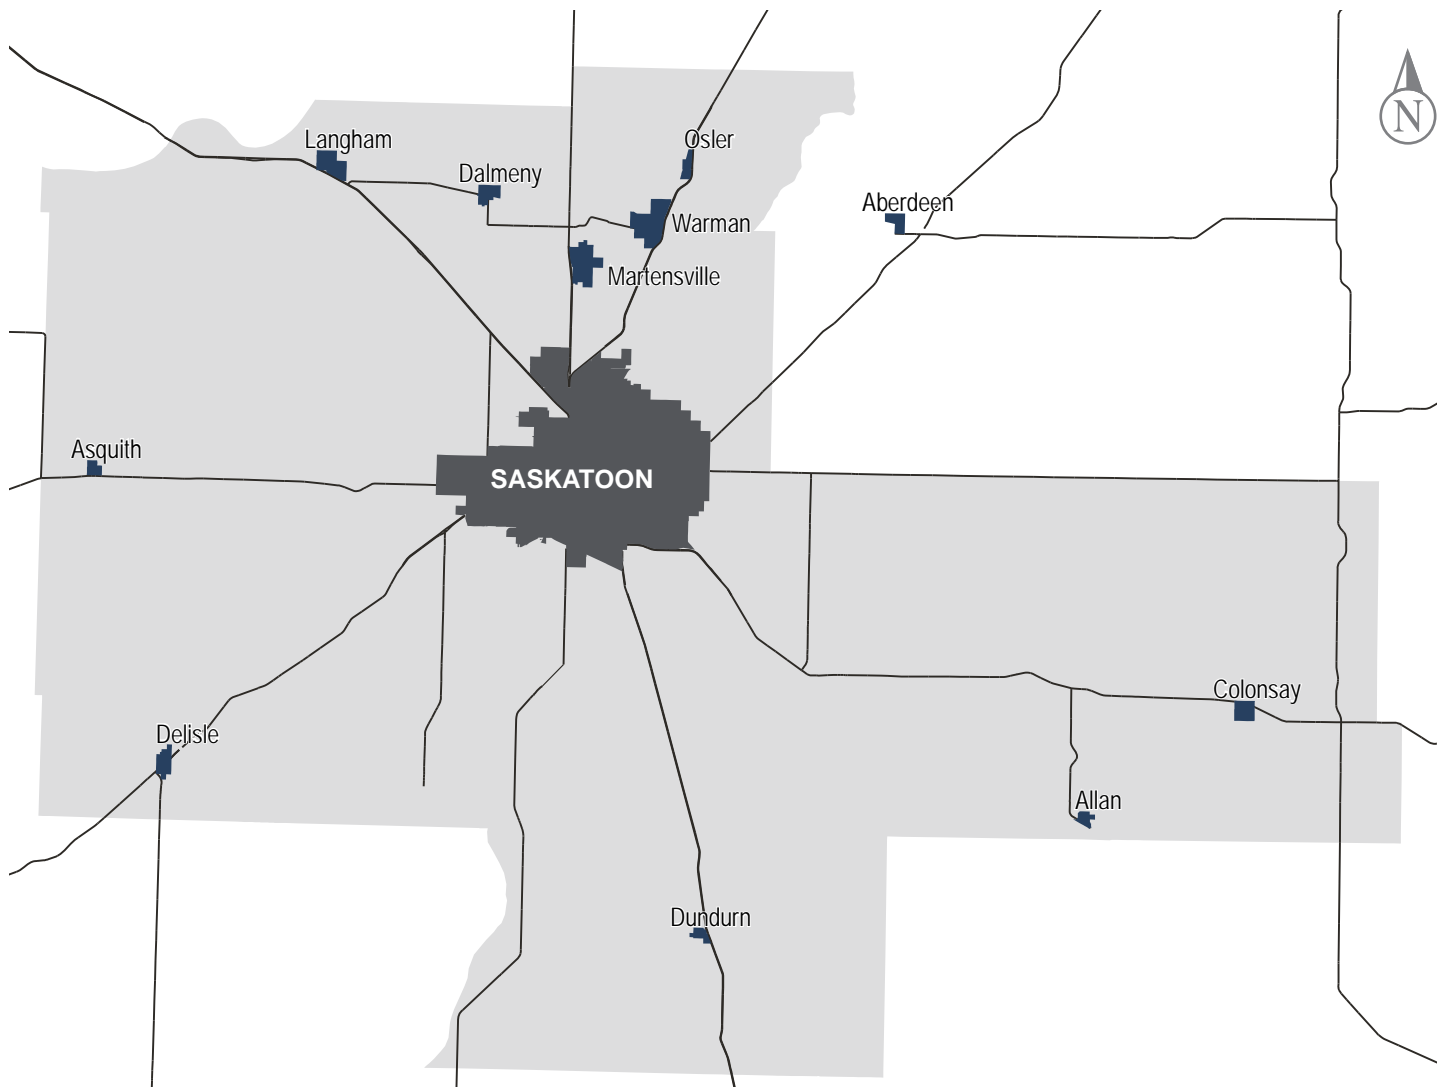 Osler
Langham
Dalmeny
Aberdeen
Warman
Martensville
Asquith
SASKATOON
Colonsay
Delisle
Allan
Dundurn
N